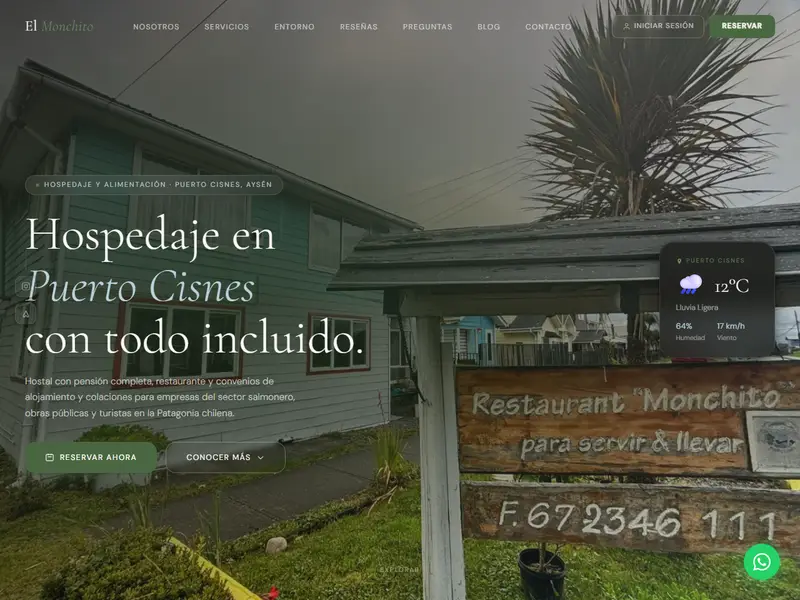 El Monchito
NOSOTROS
SERVICIOS
ENTORNO
RESEÑAS
PREGUNTAS
BLOG
CONTACTO
INICIAR SESIÓN
RESERVAR
HOSPEDAJE Y ALIMENTACIÓN · PUERTO CISNES, AYSÉN
Hospedaje en
Puerto Cisnes
con todo incluido.
Hostal con pensión completa, restaurante y convenios de
alojamiento y colaciones para empresas del sector salmonero,
obras públicas y turistas en la Patagonia chilena.
RESERVAR AHORA
CONOCER MÁS
PUERTO CISNES
12°C
Lluvia Ligera
64%
17 km/h
Humedad
Viento
Restaurant "Monchito
para servir & llevar
F. 67 2346 111
EXPLORAR